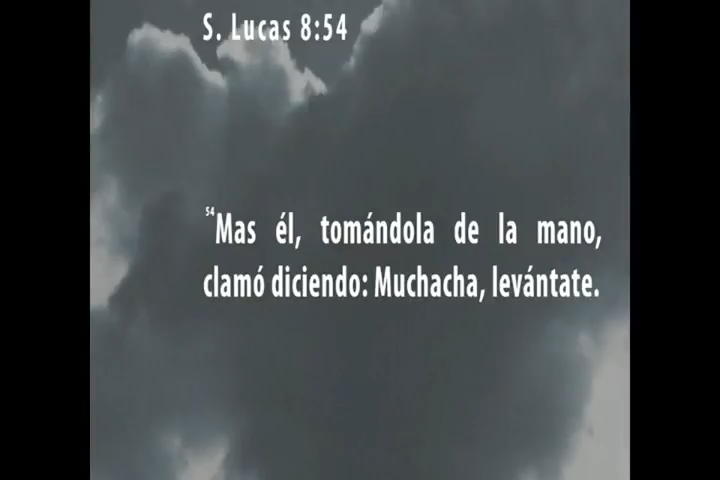 S. Lucas 8:54
54Mas él, tomándola de la mano,
clamó diciendo: Muchacha, levántate.